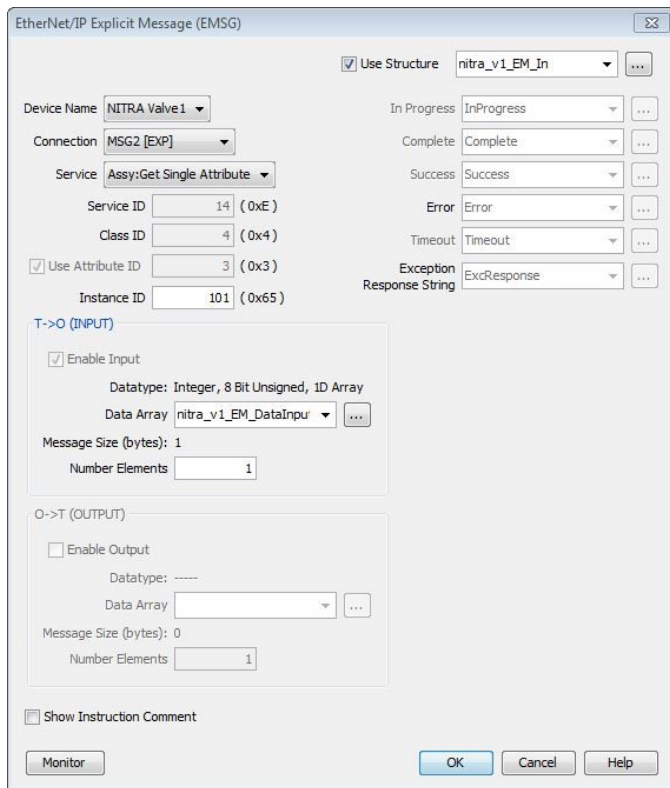 EtherNet/IP Explicit Message (EMSG)
Use Structure nitra_v1_EM_In ...
Device Name NITRA Valve1
Connection MSG2 [EXP]
Service Assy:Get Single Attribute
Service ID 14 ( 0xE )
Class ID 4 ( 0x4 )
Use Attribute ID 3 ( 0x3 )
Instance ID 101 ( 0x65 )
In Progress InProgress ...
Complete Complete ...
Success Success ...
Error Error ...
Timeout Timeout ...
Exception
Response String ExcResponse ...
T->O (INPUT)
Enable Input
Datatype: Integer, 8 Bit Unsigned, 1D Array
Data Array nitra_v1_EM_DataInpu ...
Message Size (bytes): 1
Number Elements 1
O->T (OUTPUT)
Enable Output
Datatype: -----
Data Array ...
Message Size (bytes): 0
Number Elements 1
Show Instruction Comment
Monitor OK Cancel Help